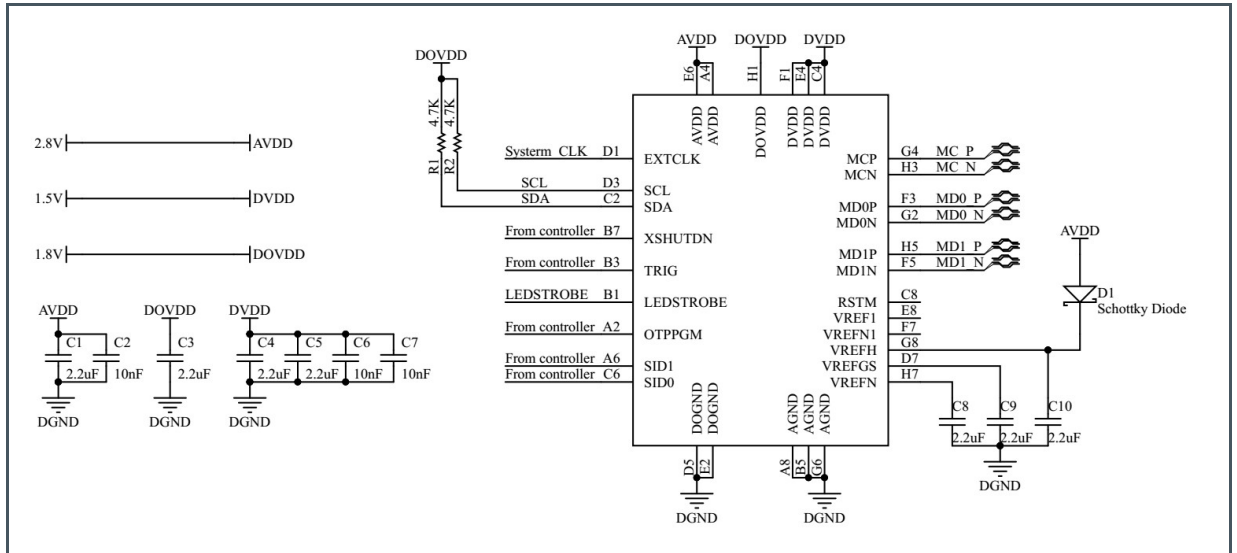 AVDD DOVDD DVDD
DOVDD
E6 A4 H1 F1 E4 C4
4.7K 4.7K
R1 R2
AVDD AVDD DOVDD DVDD DVDD DVDD
2.8V AVDD
1.5V DVDD
1.8V DOVDD
Systerm CLK D1 EXTCLK
SCL D3 SCL
SDA C2 SDA
From controller B7 XSHUTDN
From controller B3 TRIG
LEDSTROBE B1 LEDSTROBE
From controller A2 OTPPGM
From controller A6 SID1
From controller C6 SID0
MCP G4 MC_P
MCN H3 MC_N
MD0P F3 MD0_P
MD0N G2 MD0_N
MD1P H5 MD1_P
MD1N F5 MD1_N
RSTM C8
VREF1 E8
VREFN1 F7
VREFH G8
VREFGS D7
VREFN H7
AVDD
D1
Schottky Diode
AVDD DOVDD DVDD
C1 C2 C3 C4 C5 C6 C7
2.2uF 10nF 2.2uF 2.2uF 2.2uF 10nF 10nF
DGND DGND DGND
C8 C9 C10
2.2uF 2.2uF 2.2uF
DGND
DOGND DOGND AGND AGND AGND
D5 E2 A8 B5 G6
DGND DGND